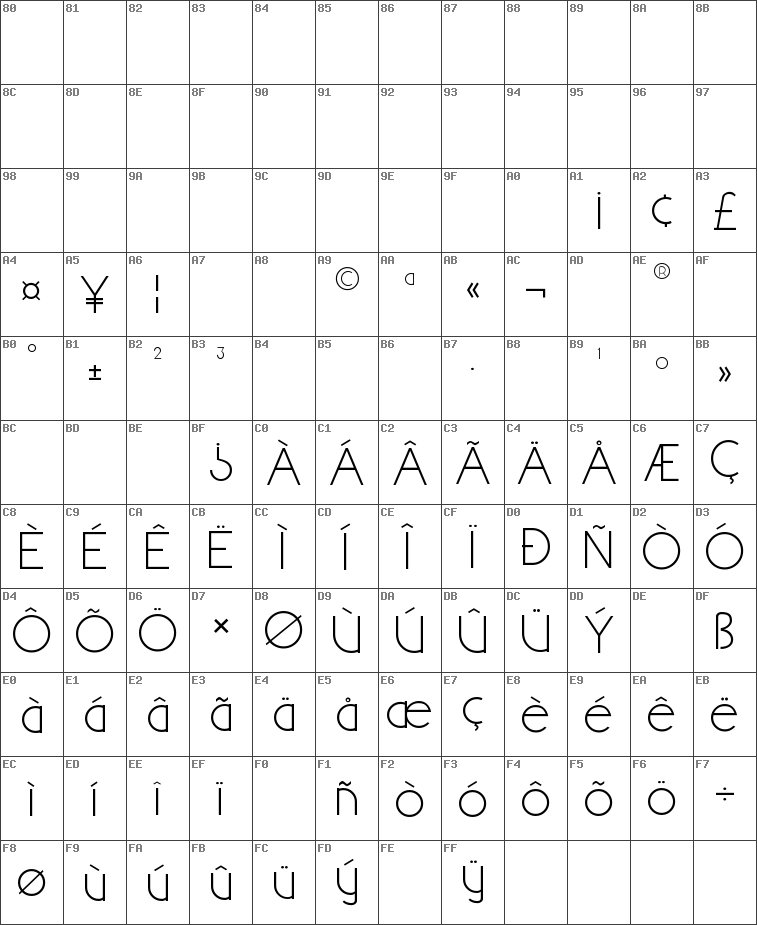 80 81 82 83 84 85 86 87 88 89 8A 8B
8C 8D 8E 8F 90 91 92 93 94 95 96 97
98 99 9A 9B 9C 9D 9E 9F A0 A1 A2 A3
¡ ¢ £
A4 A5 A6 A7 A8 A9 AA AB AC AD AE AF
¤ ¥ ¦ © ª « ¬ ®
B0 B1 B2 B3 B4 B5 B6 B7 B8 B9 BA BB
° ± ² ³ · ¹ º »
BC BD BE BF C0 C1 C2 C3 C4 C5 C6 C7
¿ À Á Â Ã Ä Å Æ Ç
C8 C9 CA CB CC CD CE CF D0 D1 D2 D3
È É Ê Ë Ì Í Î Ï Ð Ñ Ò Ó
D4 D5 D6 D7 D8 D9 DA DB DC DD DE DF
Ô Õ Ö × Ø Ù Ú Û Ü Ý ß
E0 E1 E2 E3 E4 E5 E6 E7 E8 E9 EA EB
à á â ã ä å æ ç è é ê ë
EC ED EE EF F0 F1 F2 F3 F4 F5 F6 F7
ì í î ï ñ ò ó ô õ ö ÷
F8 F9 FA FB FC FD FE FF
ø ù ú û ü ý ÿ